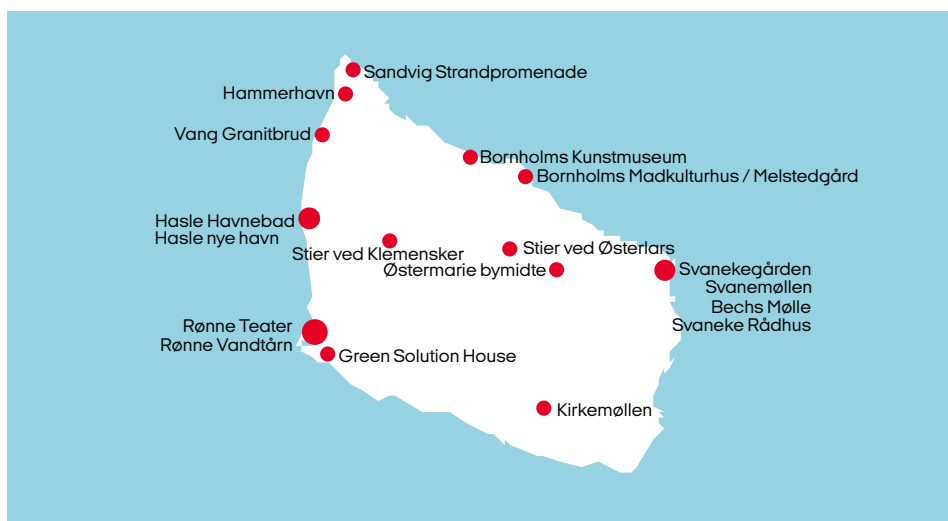 Sandvig Strandpromenade
Hammerhavn
Vang Granitbrud
Bornholms Kunstmuseum
Bornholms Madkulturhus / Melstedgård
Hasle Havnebad
Hasle nye havn
Stier ved Klemensker
Stier ved Østerlars
Østermarie bymidte
Svanekegården
Svanemøllen
Bechs Mølle
Svaneke Rådhus
Rønne Teater
Rønne Vandtårn
Green Solution House
Kirkemøllen